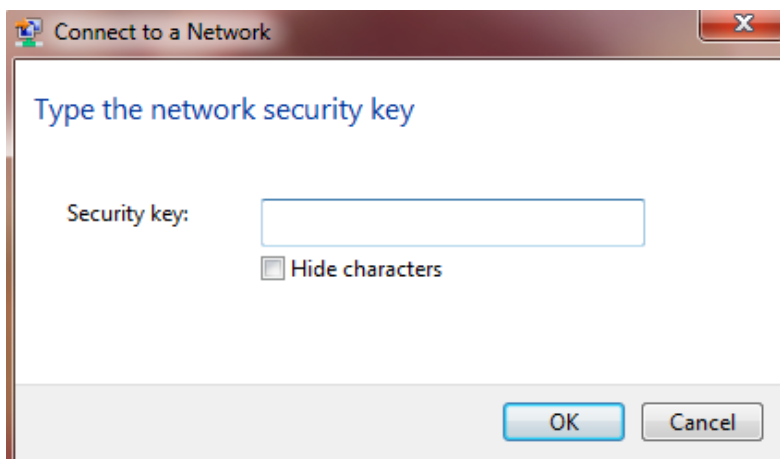 Connect to a Network
Type the network security key
Security key:
Hide characters
OK Cancel